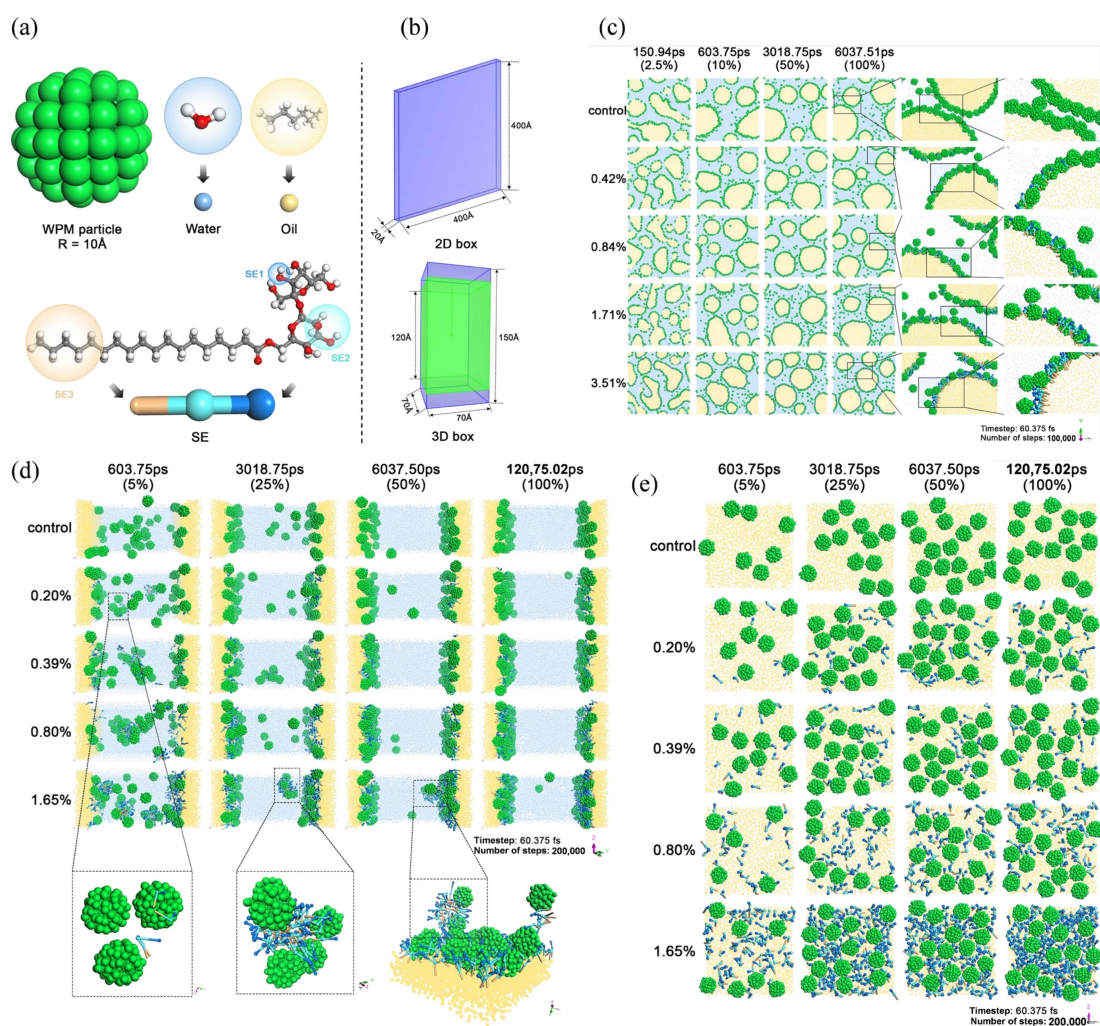 (a)
WPM particle
R = 10Å
Water
Oil
SE1
SE2
SE3
SE
(b)
400Å
400Å
20Å
2D box
120Å
150Å
70Å
70Å
3D box
(c)
150.94ps 603.75ps 3018.75ps 6037.51ps
(2.5%) (10%) (50%) (100%)
control
0.42%
0.84%
1.71%
3.51%
Timestep: 60.375 fs
Number of steps: 100,000
(d)
603.75ps 3018.75ps 6037.51ps 120,75.02ps
(5%) (25%) (50%) (100%)
control
0.20%
0.39%
0.80%
1.65%
Timestep: 60.375 fs
Number of steps: 200,000
(e)
603.75ps 3018.75ps 6037.50ps 120,75.02ps
(5%) (25%) (50%) (100%)
control
0.20%
0.39%
0.80%
1.65%
Timestep: 60.375 fs
Number of steps: 200,000